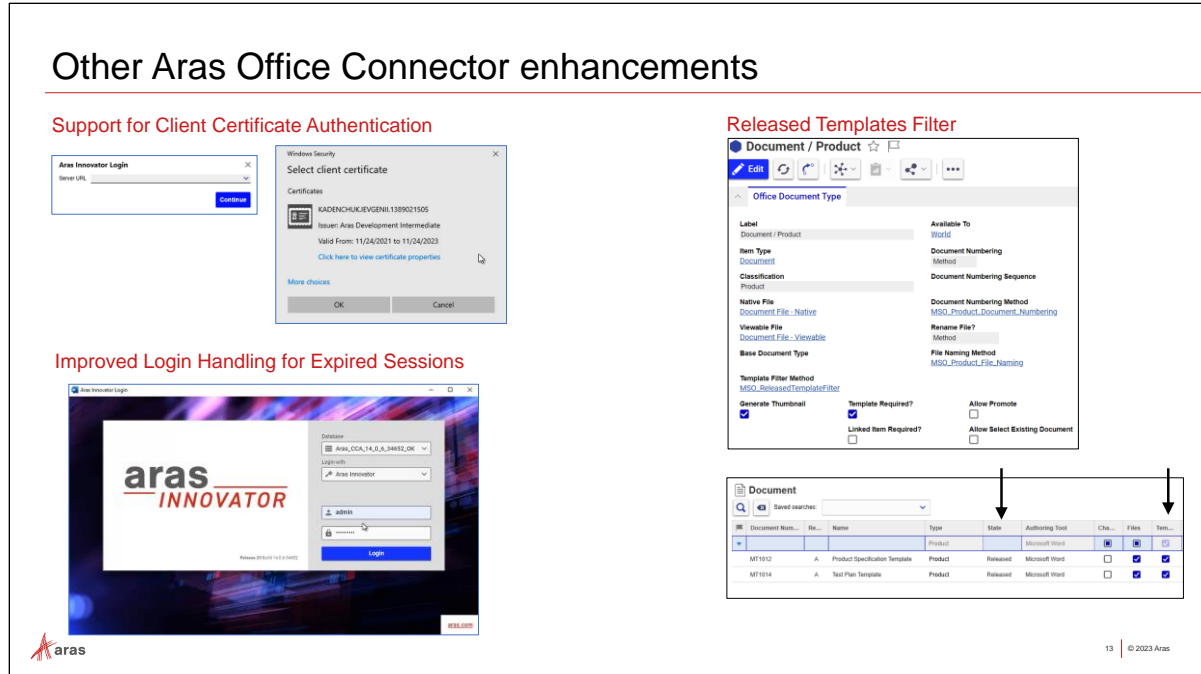 Other Aras Office Connector enhancements
Support for Client Certificate Authentication
Aras Innovator Login
Server URL
Continue
Windows Security
Select client certificate
Certificates
KADENCHUK.IEVGENII.1389021505
Issuer: Aras Development Intermediate
Valid From: 11/24/2021 to 11/24/2023
Click here to view certificate properties
More choices
OK Cancel
Improved Login Handling for Expired Sessions
Aras Innovator Login
aras
INNOVATOR
Database
Aras_CCA_14_0_6_34652_OK
Login with
Aras Innovator
admin
Login
aras.com
Released Templates Filter
Document / Product
Edit
Office Document Type
Label Available To
Document / Product World
Item Type Document Numbering
Document Method
Classification Document Numbering Sequence
Product
Native File Document Numbering Method
Document File - Native MSO_Product_Document_Numbering
Viewable File Rename File?
Document File - Viewable Method
Base Document Type File Naming Method
MSO_Product_File_Naming
Template Filter Method
MSO_ReleasedTemplateFilter
Generate Thumbnail Template Required? Allow Promote
Linked Item Required? Allow Select Existing Document
Document
Saved searches:
Document Num... Re... Name Type State Authoring Tool Cha... Files Tem...
Product Microsoft Word
MT1012 A Product Specification Template Product Released Microsoft Word
MT1014 A Test Plan Template Product Released Microsoft Word
aras
13 © 2023 Aras